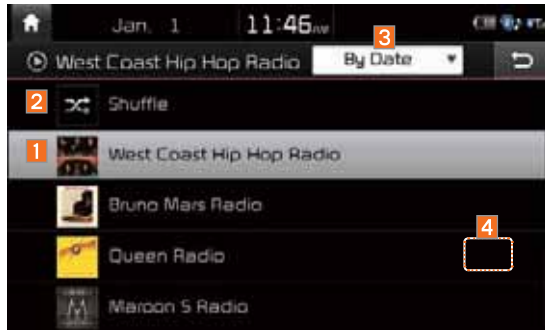 Jan. 1 11:46AM
3
West Coast Hip Hop Radio By Date
2 Shuffle
1 West Coast Hip Hop Radio
Bruno Mars Radio
4
Queen Radio
Maroon 5 Radio